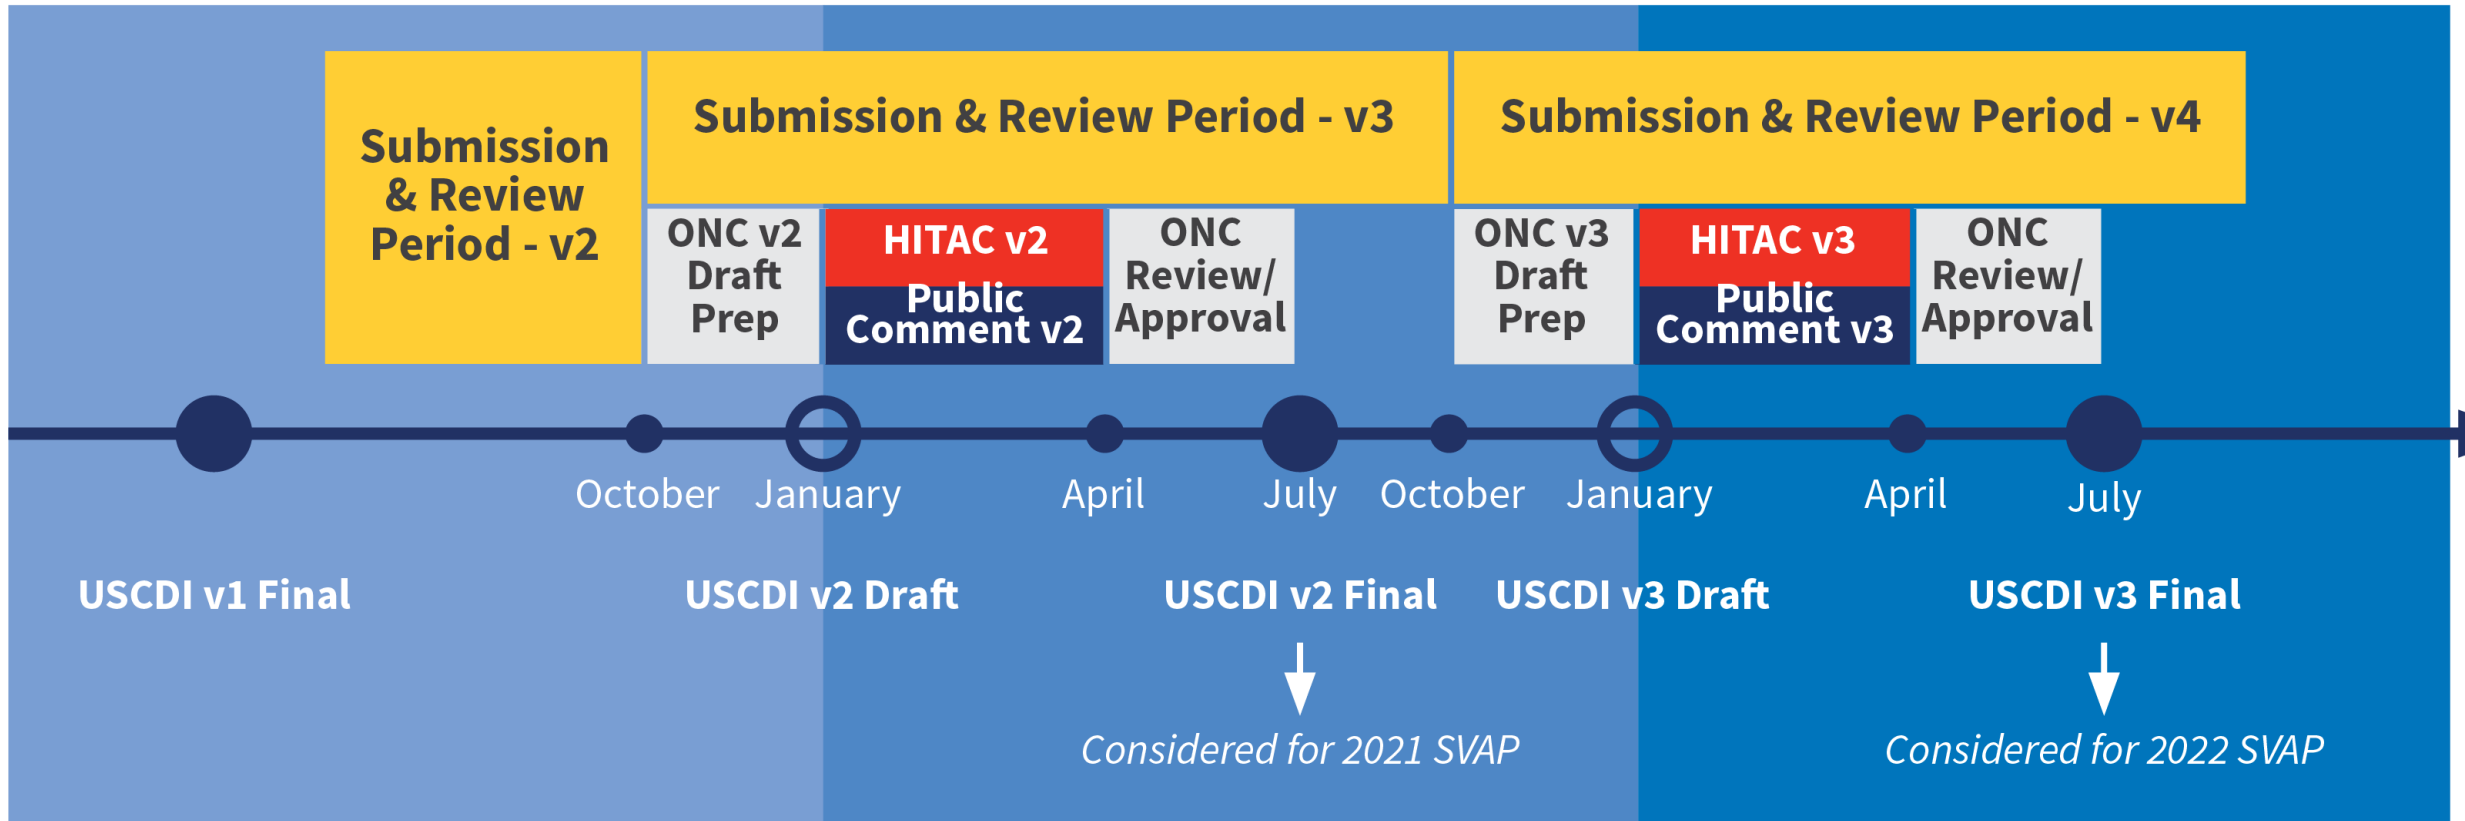 Submission
& Review
Period - v2
Submission & Review Period - v3
Submission & Review Period - v4
ONC v2
Draft
Prep
HITAC v2
Public
Comment v2
ONC
Review/
Approval
ONC v3
Draft
Prep
HITAC v3
Public
Comment v3
ONC
Review/
Approval
October
January
April
July
October
January
April
July
USCDI v1 Final
USCDI v2 Draft
USCDI v2 Final
USCDI v3 Draft
USCDI v3 Final
Considered for 2021 SVAP
Considered for 2022 SVAP